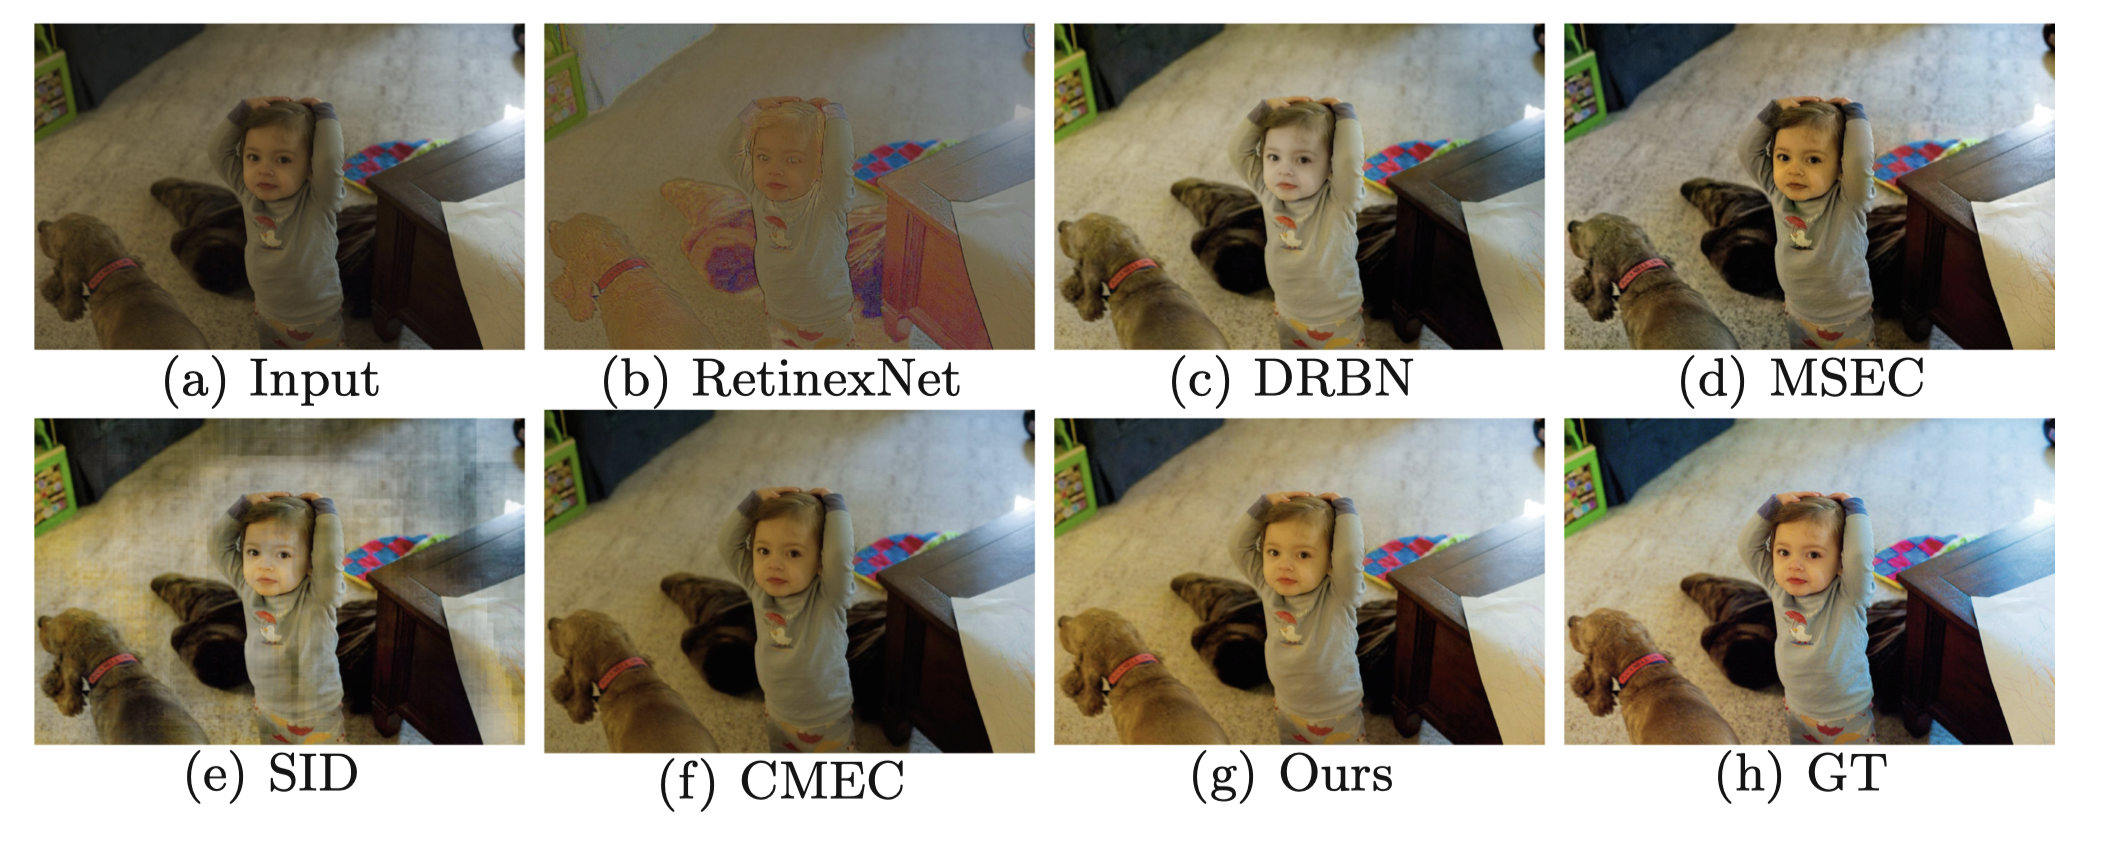 (a) Input
(b) RetinexNet
(c) DRBN
(d) MSEC
(e) SID
(f) CMEC
(g) Ours
(h) GT